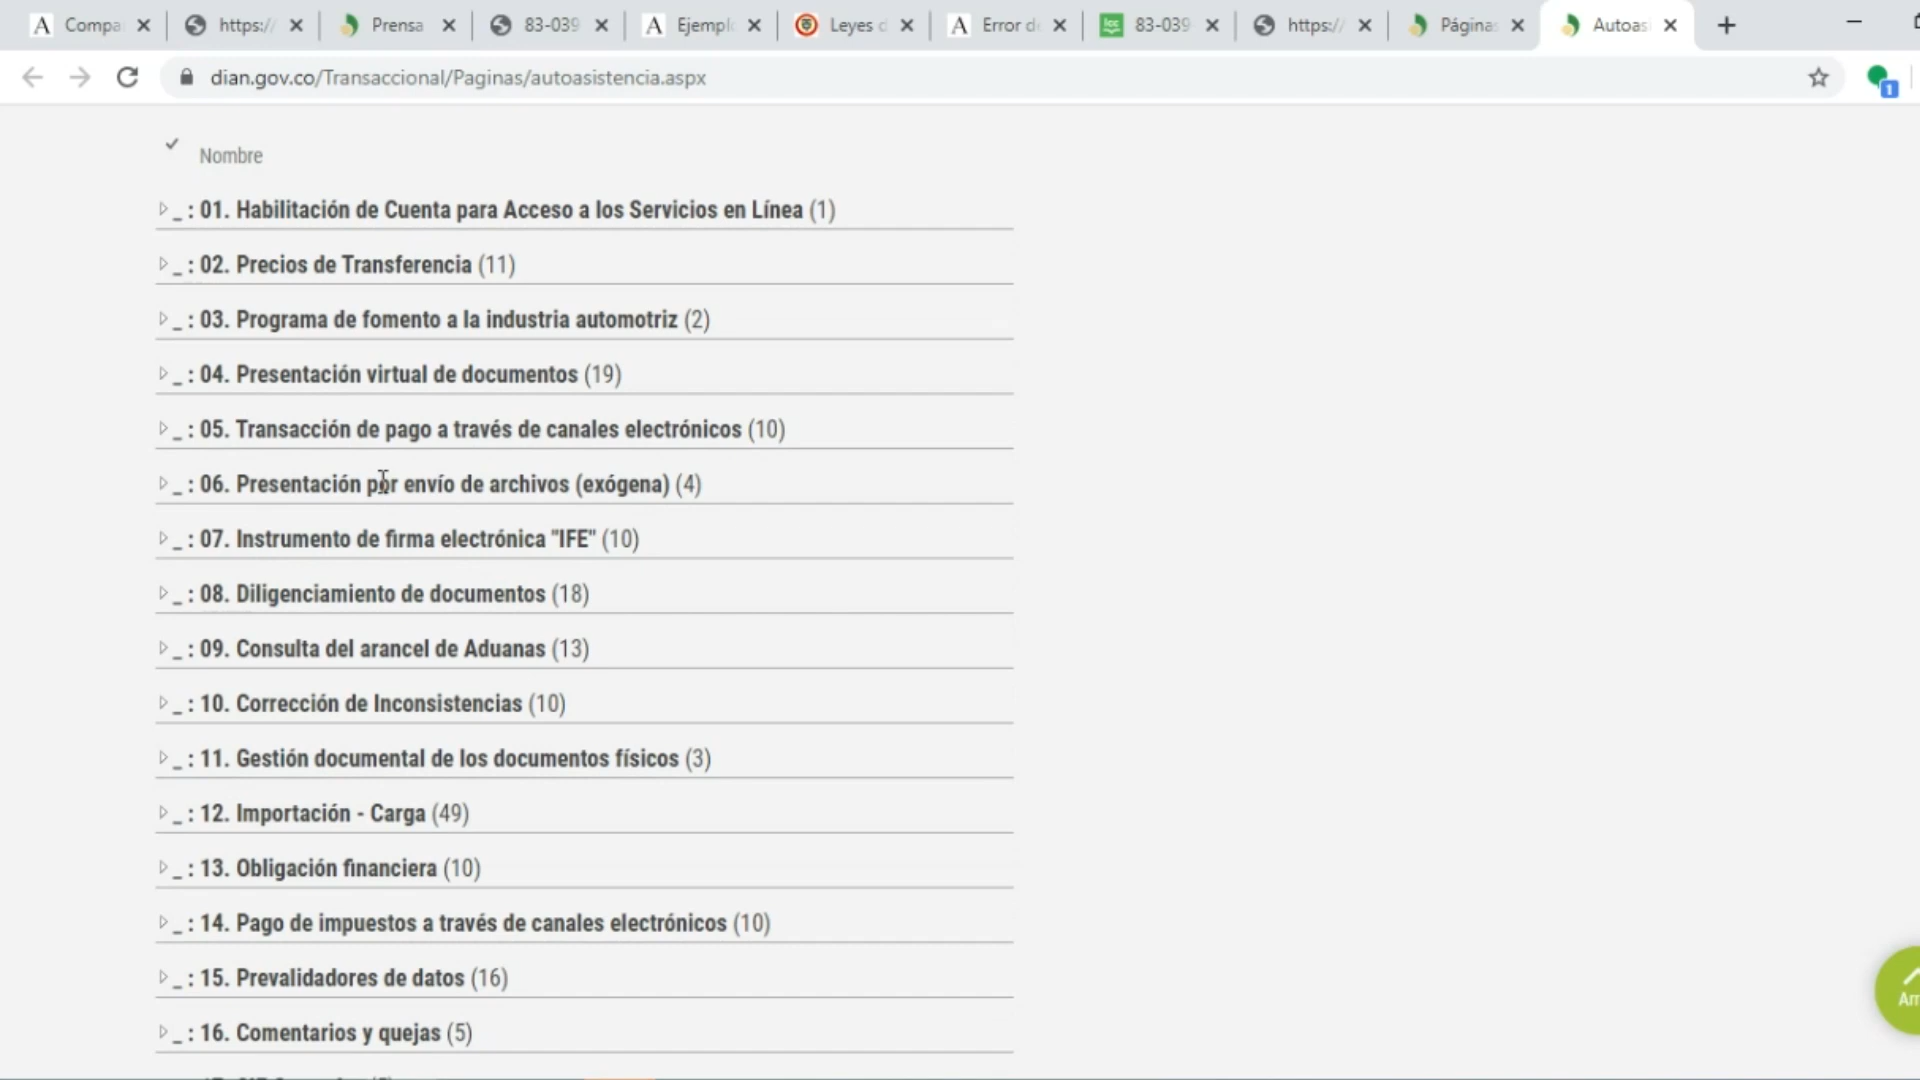 Compa
https://
Prensa
83-039
Ejempl
Leyes d
Error d
83-039
https://
Página
Autoas
dian.gov.co/Transaccional/Paginas/autoasistencia.aspx
1
Nombre
_ : 01. Habilitación de Cuenta para Acceso a los Servicios en Línea (1)
_ : 02. Precios de Transferencia (11)
_ : 03. Programa de fomento a la industria automotriz (2)
_ : 04. Presentación virtual de documentos (19)
_ : 05. Transacción de pago a través de canales electrónicos (10)
_ : 06. Presentación por envío de archivos (exógena) (4)
_ : 07. Instrumento de firma electrónica "IFE" (10)
_ : 08. Diligenciamiento de documentos (18)
_ : 09. Consulta del arancel de Aduanas (13)
_ : 10. Corrección de Inconsistencias (10)
_ : 11. Gestión documental de los documentos físicos (3)
_ : 12. Importación - Carga (49)
_ : 13. Obligación financiera (10)
_ : 14. Pago de impuestos a través de canales electrónicos (10)
_ : 15. Prevalidadores de datos (16)
_ : 16. Comentarios y quejas (5)